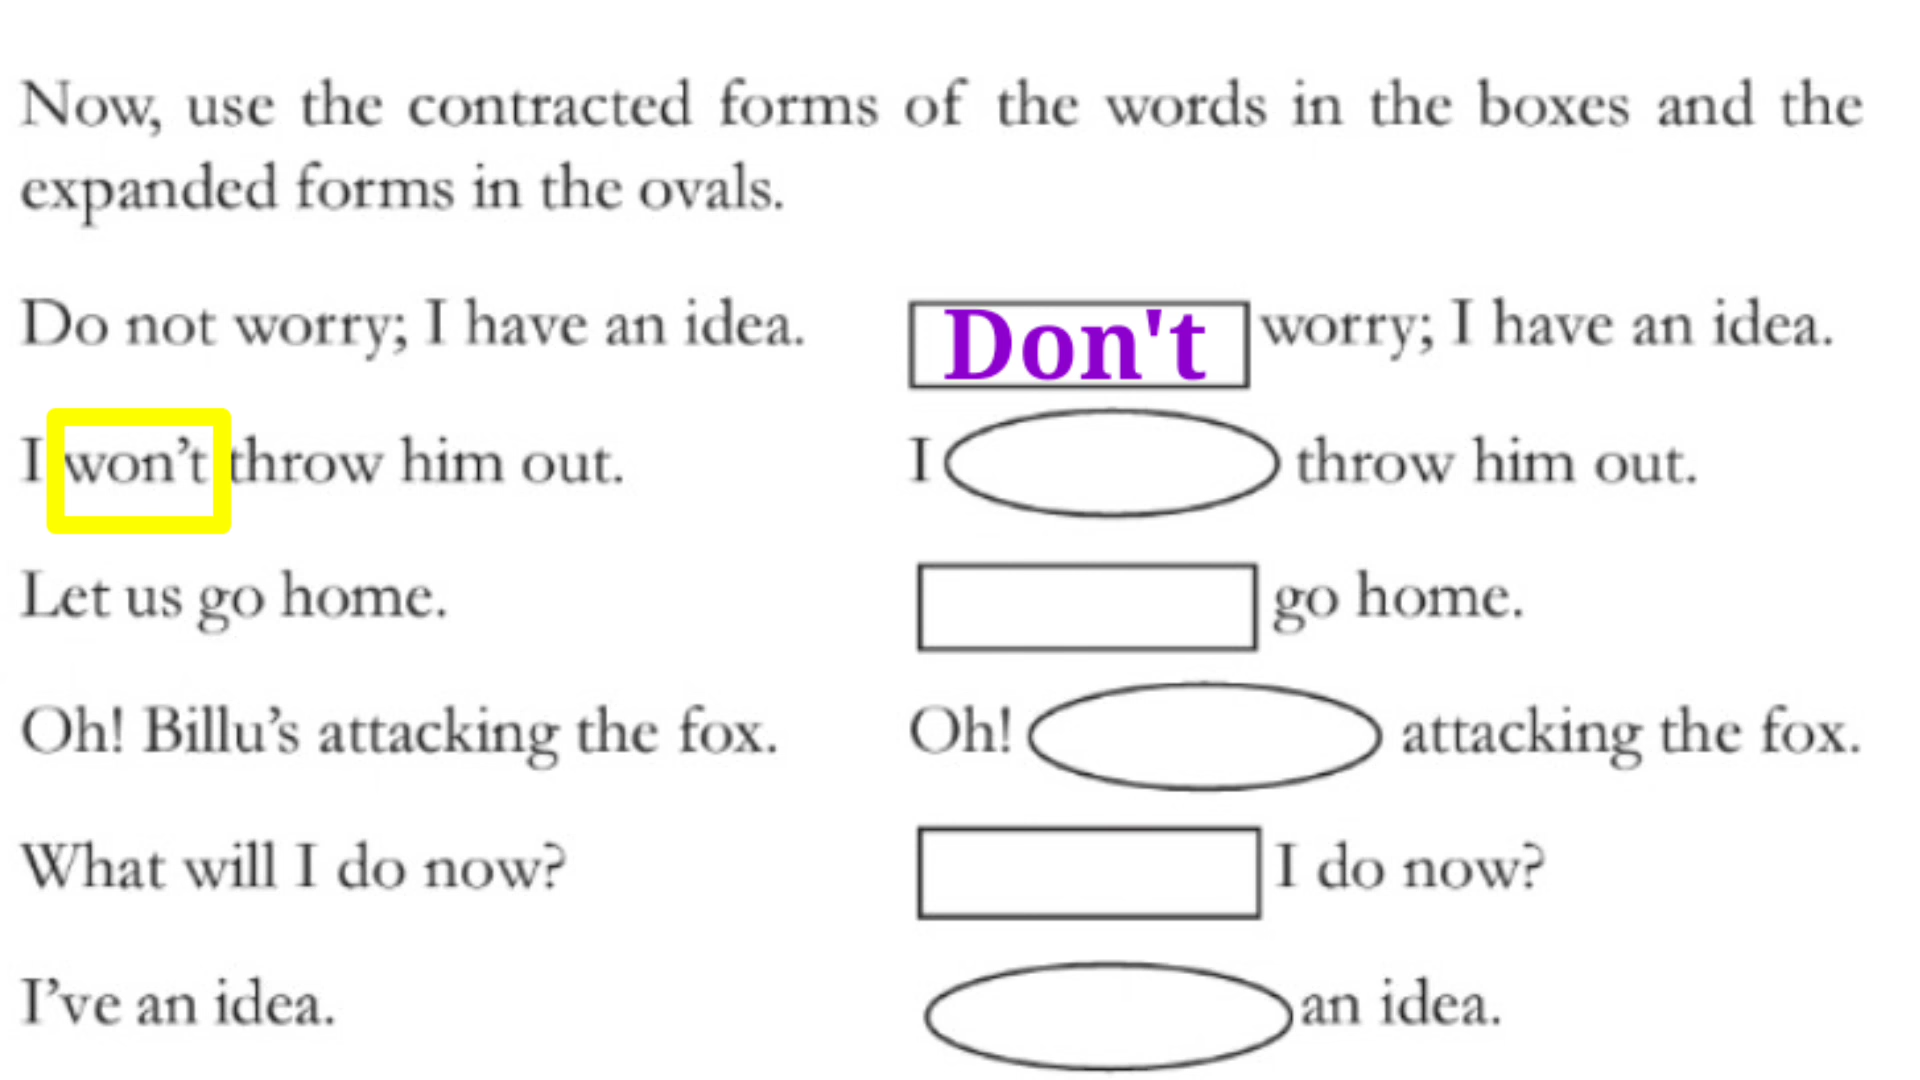 Now, use the contracted forms of the words in the boxes and the
expanded forms in the ovals.
Do not worry; I have an idea. Don't worry; I have an idea.
I won’t throw him out. I throw him out.
Let us go home. go home.
Oh! Billu’s attacking the fox. Oh! attacking the fox.
What will I do now? I do now?
I’ve an idea. an idea.